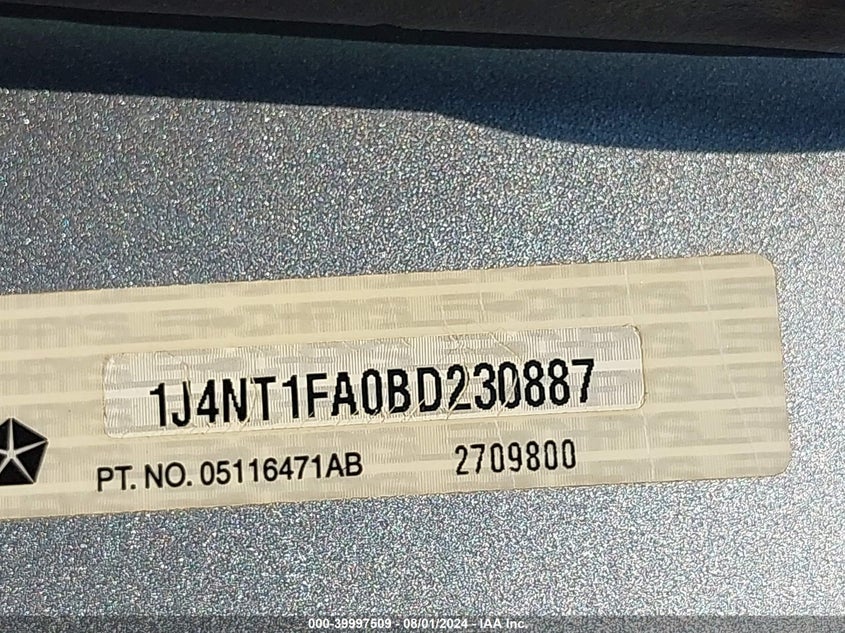 1J4NT1FA0BD230887
PT. NO. 05116471AB 2709800
000-39997509 - 08/01/2024 - IAA Inc.